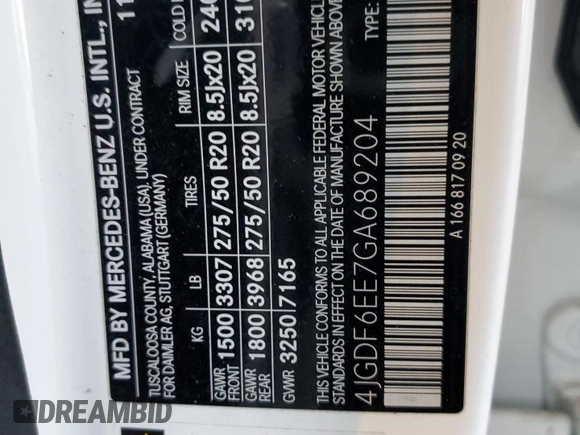 MFD BY MERCEDES-BENZ U.S. INTL., IN
TUSCALOOSA COUNTY, ALABAMA (USA), UNDER CONTRACT
FOR DAIMLER AG, STUTTGART (GERMANY)
11
KG LB TIRES RIM SIZE COLD
GAWR FRONT 1500 3307 275/50 R20 8.5Jx20 240
GAWR REAR 1800 3968 275/50 R20 8.5Jx20 310
GVWR 3250 7165
THIS VEHICLE CONFORMS TO ALL APPLICABLE FEDERAL MOTOR VEHICLE
STANDARDS IN EFFECT ON THE DATE OF MANUFACTURE SHOWN ABOVE
4JGDF6EE7GA689204 TYPE:
A 166 817 09 20
DREAMBID